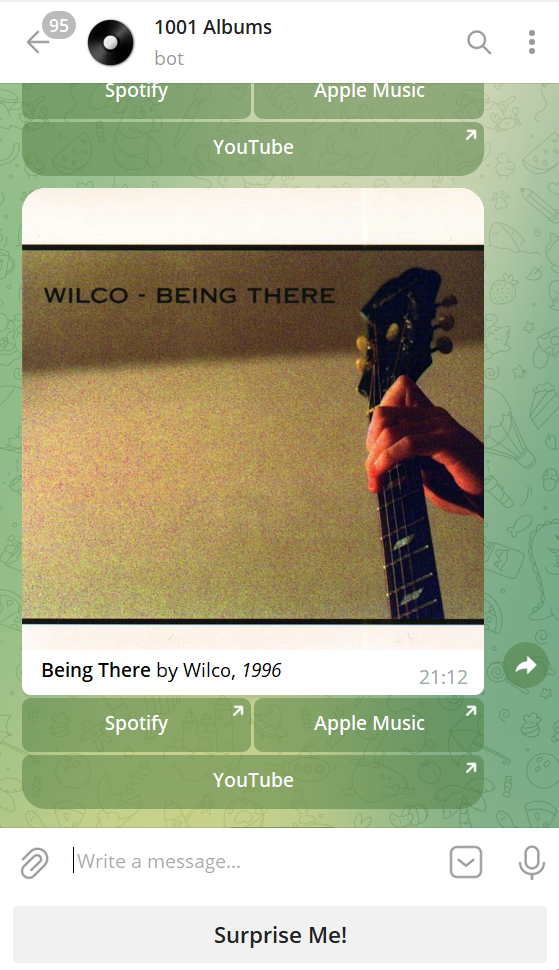 95
1001 Albums
bot
Spotify
Apple Music
YouTube
WILCO - BEING THERE
Being There by Wilco, 1996
21:12
Spotify
Apple Music
YouTube
Write a message...
Surprise Me!